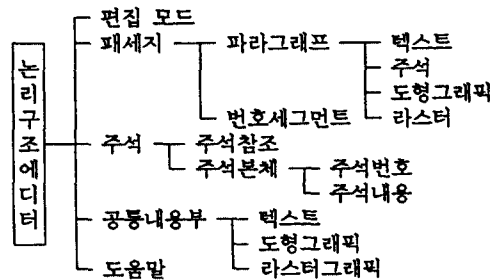 편집 모드
패세지
파라그래프
텍스트
주석
도형그래픽
라스터
번호세그먼트
논리구조에디터
주석
주석참조
주석본체
주석번호
주석내용
공통내용부
텍스트
도형그래픽
라스터그래픽
도움말